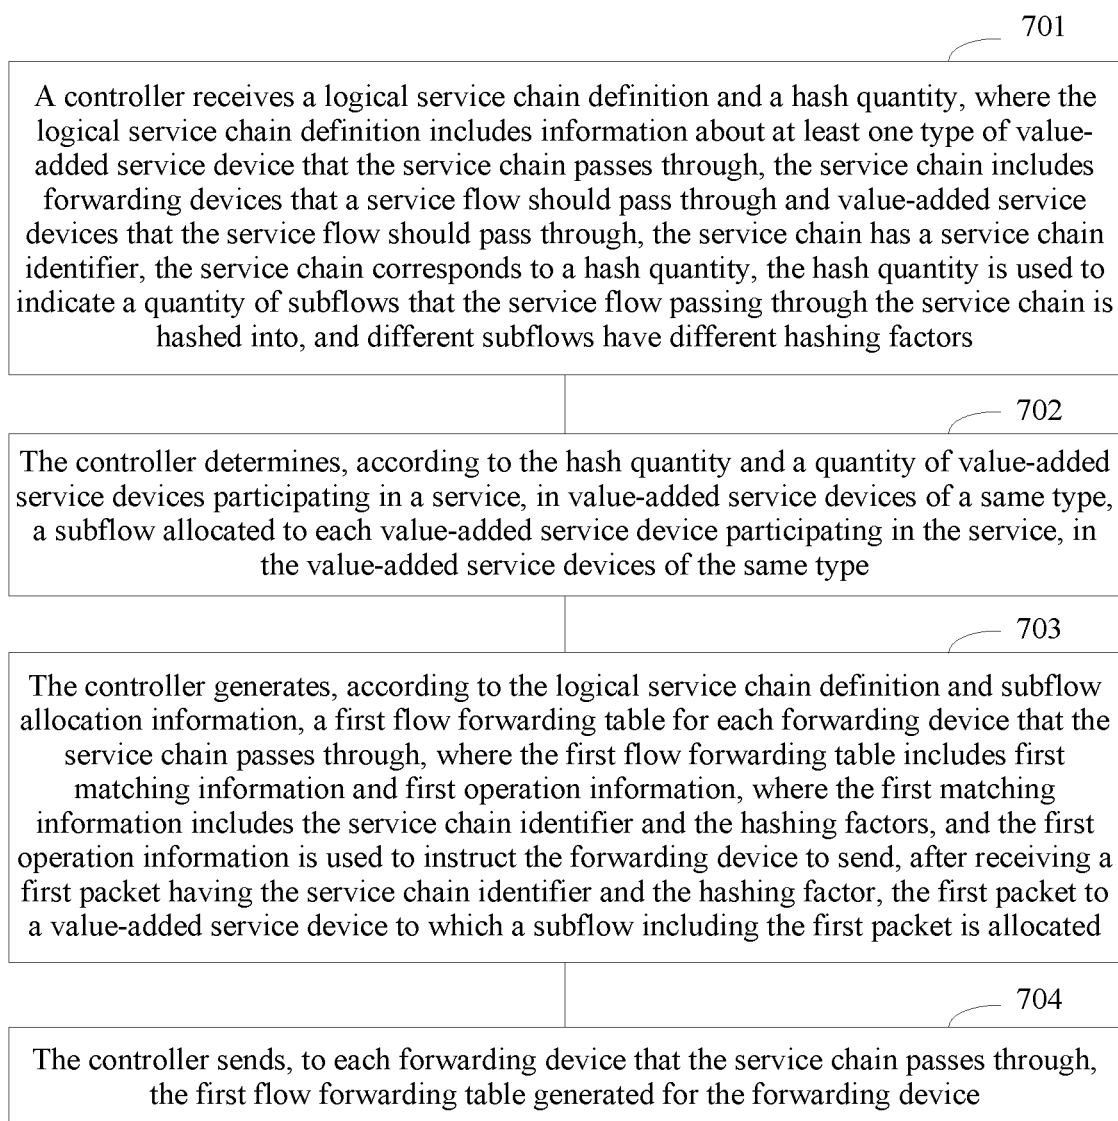 701
A controller receives a logical service chain definition and a hash quantity, where the
logical service chain definition includes information about at least one type of value-
added service device that the service chain passes through, the service chain includes
forwarding devices that a service flow should pass through and value-added service
devices that the service flow should pass through, the service chain has a service chain
identifier, the service chain corresponds to a hash quantity, the hash quantity is used to
indicate a quantity of subflows that the service flow passing through the service chain is
hashed into, and different subflows have different hashing factors
702
The controller determines, according to the hash quantity and a quantity of value-added
service devices participating in a service, in value-added service devices of a same type,
a subflow allocated to each value-added service device participating in the service, in
the value-added service devices of the same type
703
The controller generates, according to the logical service chain definition and subflow
allocation information, a first flow forwarding table for each forwarding device that the
service chain passes through, where the first flow forwarding table includes first
matching information and first operation information, where the first matching
information includes the service chain identifier and the hashing factors, and the first
operation information is used to instruct the forwarding device to send, after receiving a
first packet having the service chain identifier and the hashing factor, the first packet to
a value-added service device to which a subflow including the first packet is allocated
704
The controller sends, to each forwarding device that the service chain passes through,
the first flow forwarding table generated for the forwarding device